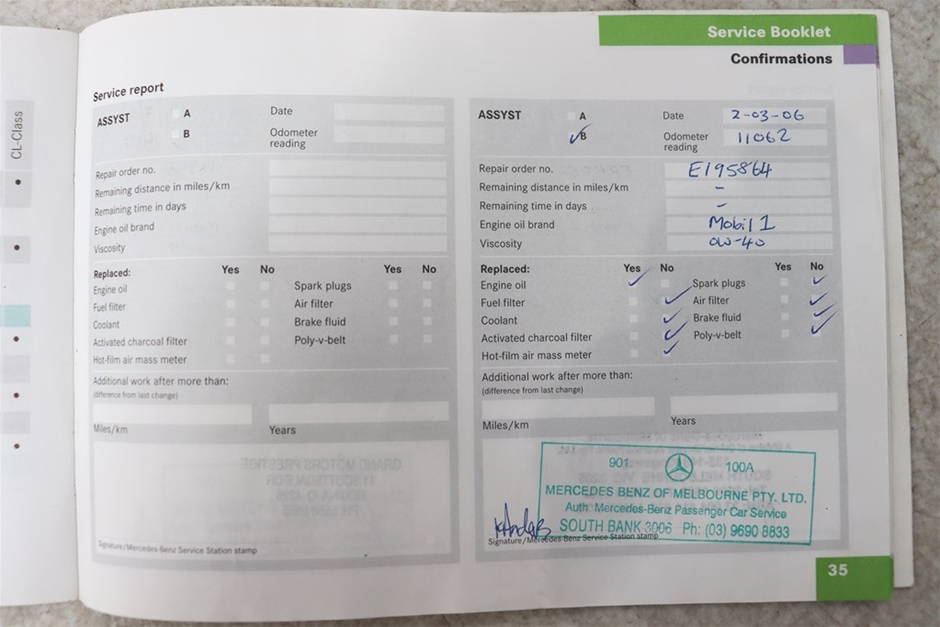 CL-Class
Service Booklet
Confirmations
Service report
ASSYST
A
B
Date
Odometer
reading
Repair order no.
Remaining distance in miles/km
Remaining time in days
Engine oil brand
Viscosity
Replaced:
Yes No
Yes No
Engine oil
Fuel filter
Coolant
Activated charcoal filter
Hot-film air mass meter
Spark plugs
Air filter
Brake fluid
Poly-v-belt
Additional work after more than:
(difference from last change)
Miles/km
Years
Signature/Mercedes-Benz Service Station stamp
ASSYST
A
B
Date 2-03-06
Odometer
reading
11062
Repair order no. E195864
Remaining distance in miles/km -
Remaining time in days -
Engine oil brand Mobil 1
Viscosity 0W-40
Replaced:
Yes No
Yes No
Engine oil
Fuel filter
Coolant
Activated charcoal filter
Hot-film air mass meter
Spark plugs
Air filter
Brake fluid
Poly-v-belt
Additional work after more than:
(difference from last change)
Miles/km
Years
901 100A
MERCEDES BENZ OF MELBOURNE PTY. LTD.
Auth. Mercedes-Benz Passenger Car Service
SOUTH BANK 3006 Ph: (03) 9690 8833
Signature/Mercedes-Benz Service Station stamp
35